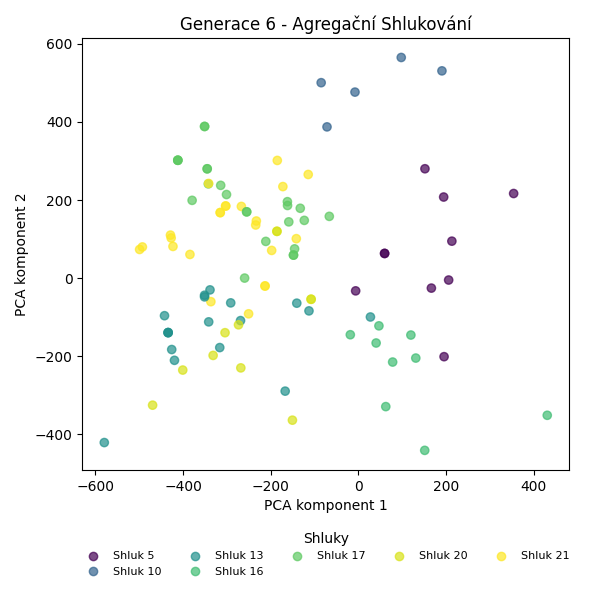 Generace 6 - Agregační Shlukování
600
400
200
0
−200
−400
PCA komponent 2
−600
−400
−200
0
200
400
PCA komponent 1
Shluky
Shluk 5
Shluk 13
Shluk 17
Shluk 20
Shluk 21
Shluk 10
Shluk 16